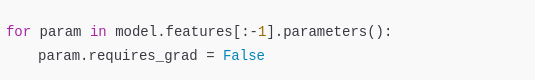 for param in model.features[:-1].parameters():
    param.requires_grad = False